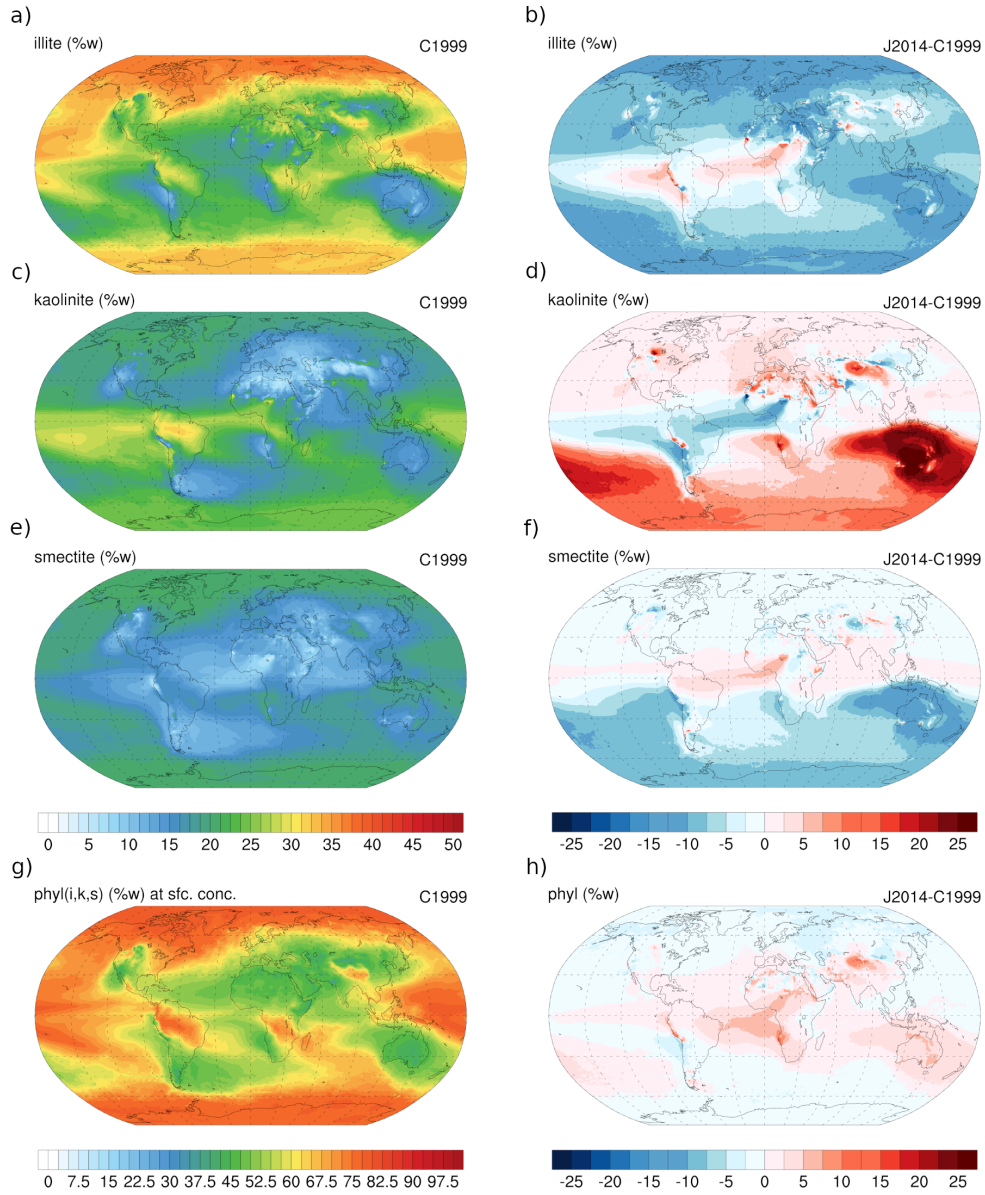 a)
b)
illite (%w) C1999
illite (%w) J2014-C1999
c)
d)
kaolinite (%w) C1999
kaolinite (%w) J2014-C1999
e)
f)
smectite (%w) C1999
smectite (%w) J2014-C1999
0 5 10 15 20 25 30 35 40 45 50
-25 -20 -15 -10 -5 0 5 10 15 20 25
g)
h)
phyl(i,k,s) (%w) at sfc. conc. C1999
phyl (%w) J2014-C1999
0 7.5 15 22.5 30 37.5 45 52.5 60 67.5 75 82.5 90 97.5
-25 -20 -15 -10 -5 0 5 10 15 20 25